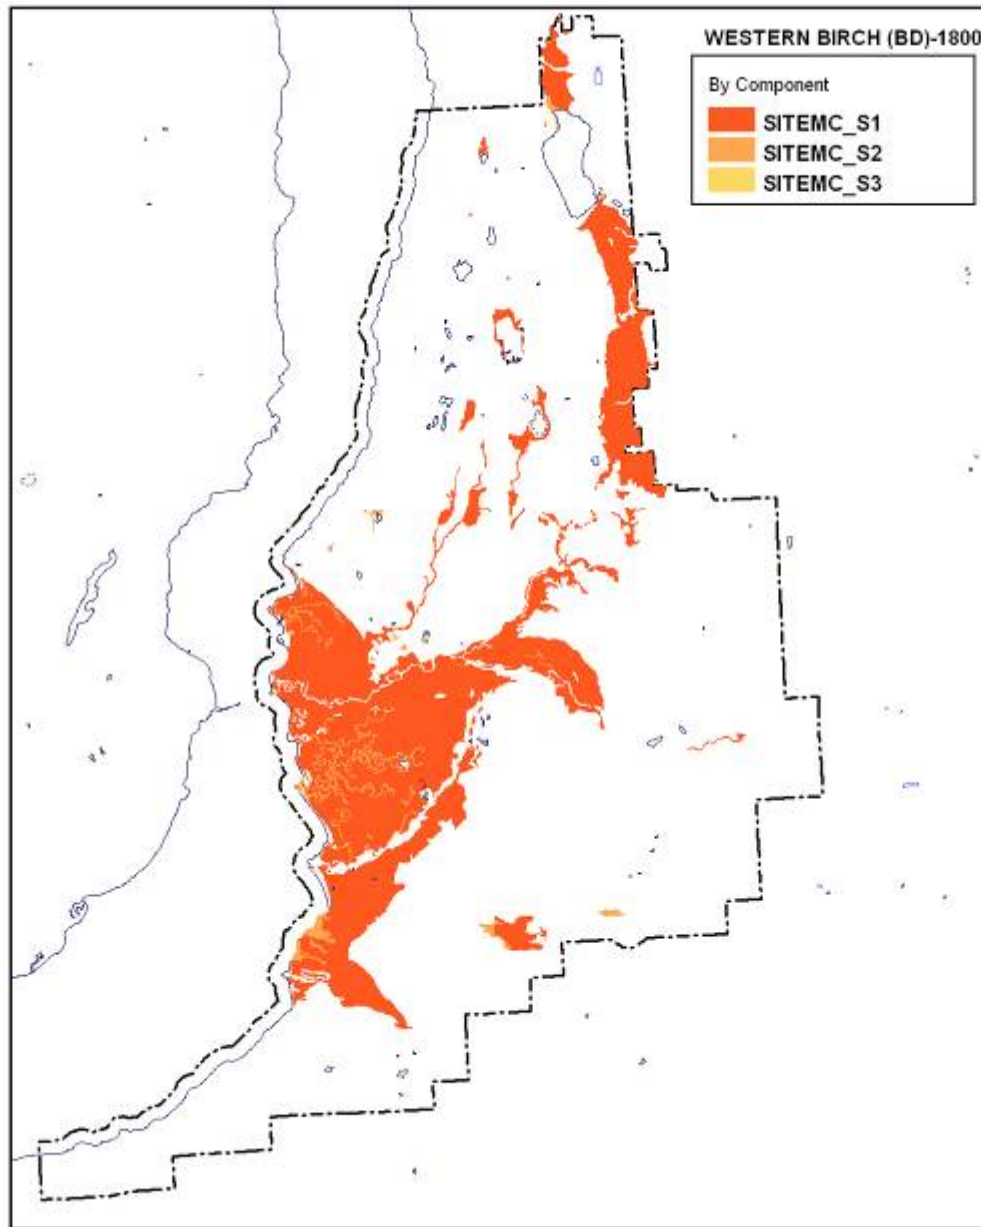 WESTERN BIRCH (BD)-1800
By Component
SITEMC_S1
SITEMC_S2
SITEMC_S3